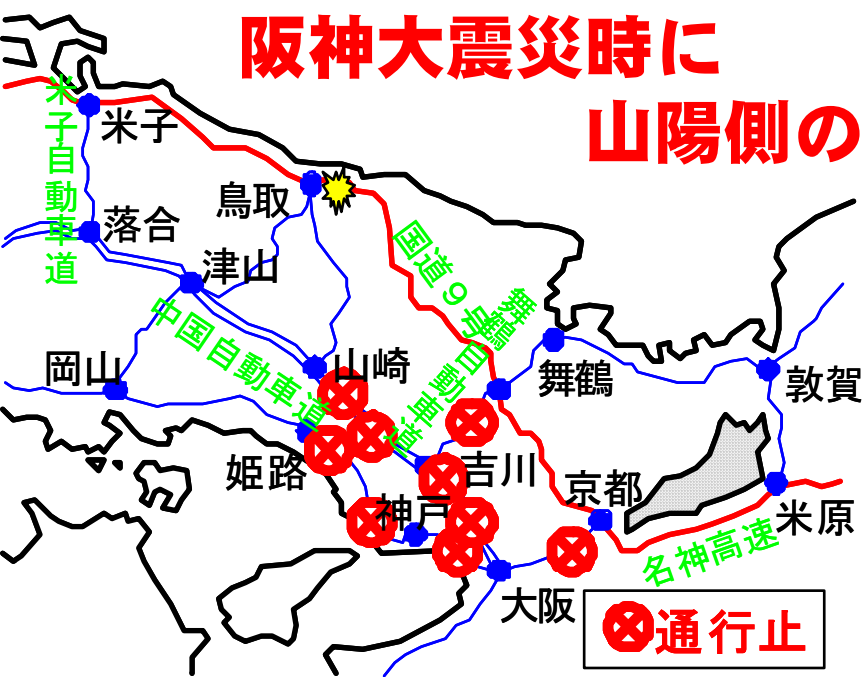 阪神大震災時に
山陽側の
米子自動車道
米子
鳥取
落合
津山
国道9号
舞鶴自動車道
中国自動車道
岡山
山崎
舞鶴
敦賀
姫路
吉川
京都
神戸
米原
名神高速
大阪
通行止